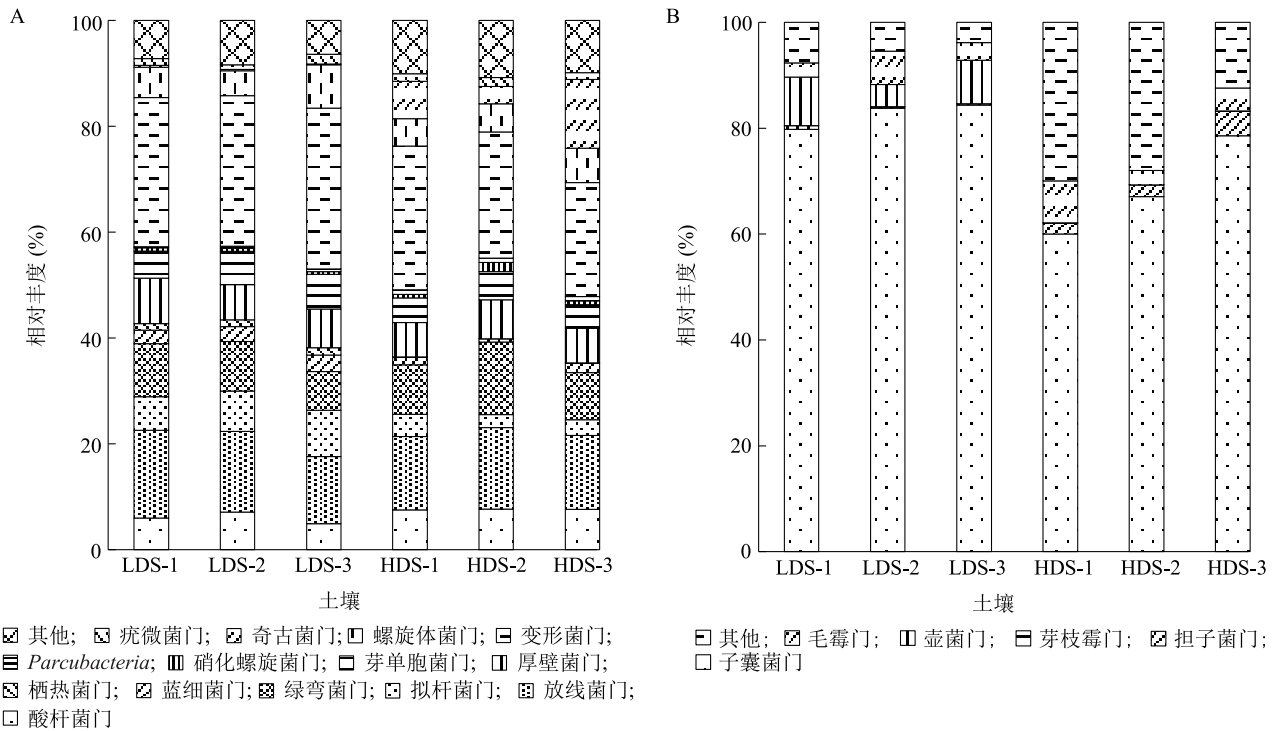 A
100
80
60
40
20
0
相对丰度 (%)
LDS-1 LDS-2 LDS-3 HDS-1 HDS-2 HDS-3
土壤
其他; 疣微菌门; 奇古菌门; 螺旋体菌门; 变形菌门;
Parcubacteria; 硝化螺旋菌门; 芽单胞菌门; 厚壁菌门;
栖热菌门; 蓝细菌门; 绿弯菌门; 拟杆菌门; 放线菌门;
酸杆菌门
B
100
80
60
40
20
0
相对丰度 (%)
LDS-1 LDS-2 LDS-3 HDS-1 HDS-2 HDS-3
土壤
其他; 毛霉门; 壶菌门; 芽枝霉门; 担子菌门;
子囊菌门